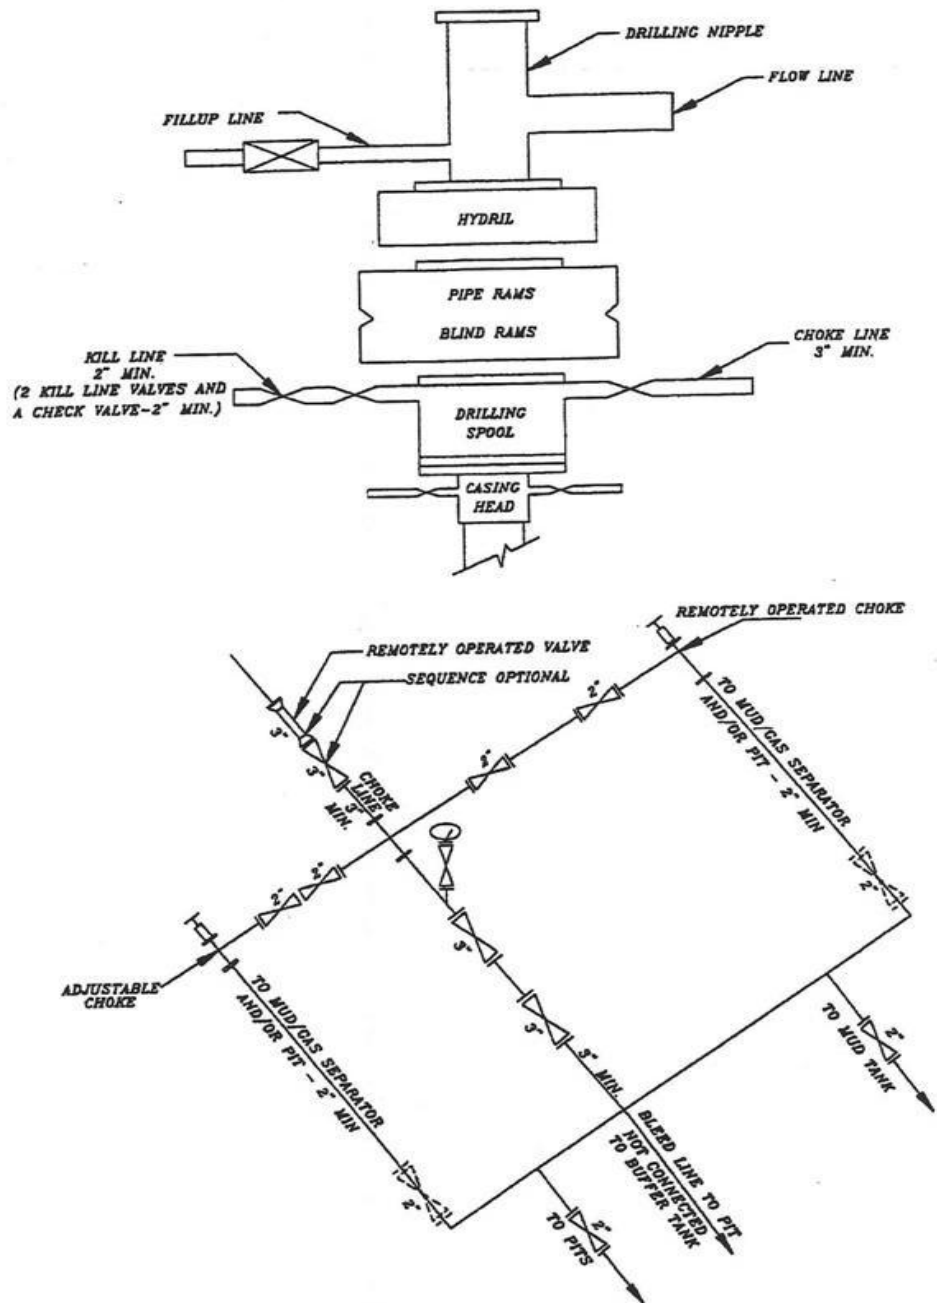 DRILLING NIPPLE
FLOW LINE
FILLUP LINE
HYDRIL
PIPE RAMS
BLIND RAMS
CHOKE LINE
3" MIN.
KILL LINE
2" MIN.
(2 KILL LINE VALVES AND
A CHECK VALVE-2" MIN.)
DRILLING
SPOOL
CASING
HEAD
REMOTELY OPERATED CHOKE
REMOTELY OPERATED VALVE
SEQUENCE OPTIONAL
3"
3"
CHOKE
LINE
3"
MIN.
2"
2"
TO MUD/GAS SEPARATOR
AND/OR PIT - 2" MIN
2"
2"
2"
3"
3"
3" MIN.
ADJUSTABLE
CHOKE
TO MUD/GAS SEPARATOR
AND/OR PIT - 2" MIN
2"
2"
TO MUD TANK
BLEED LINE TO PIT
NOT CONNECTED
TO BUFFER TANK
2"
TO PITS